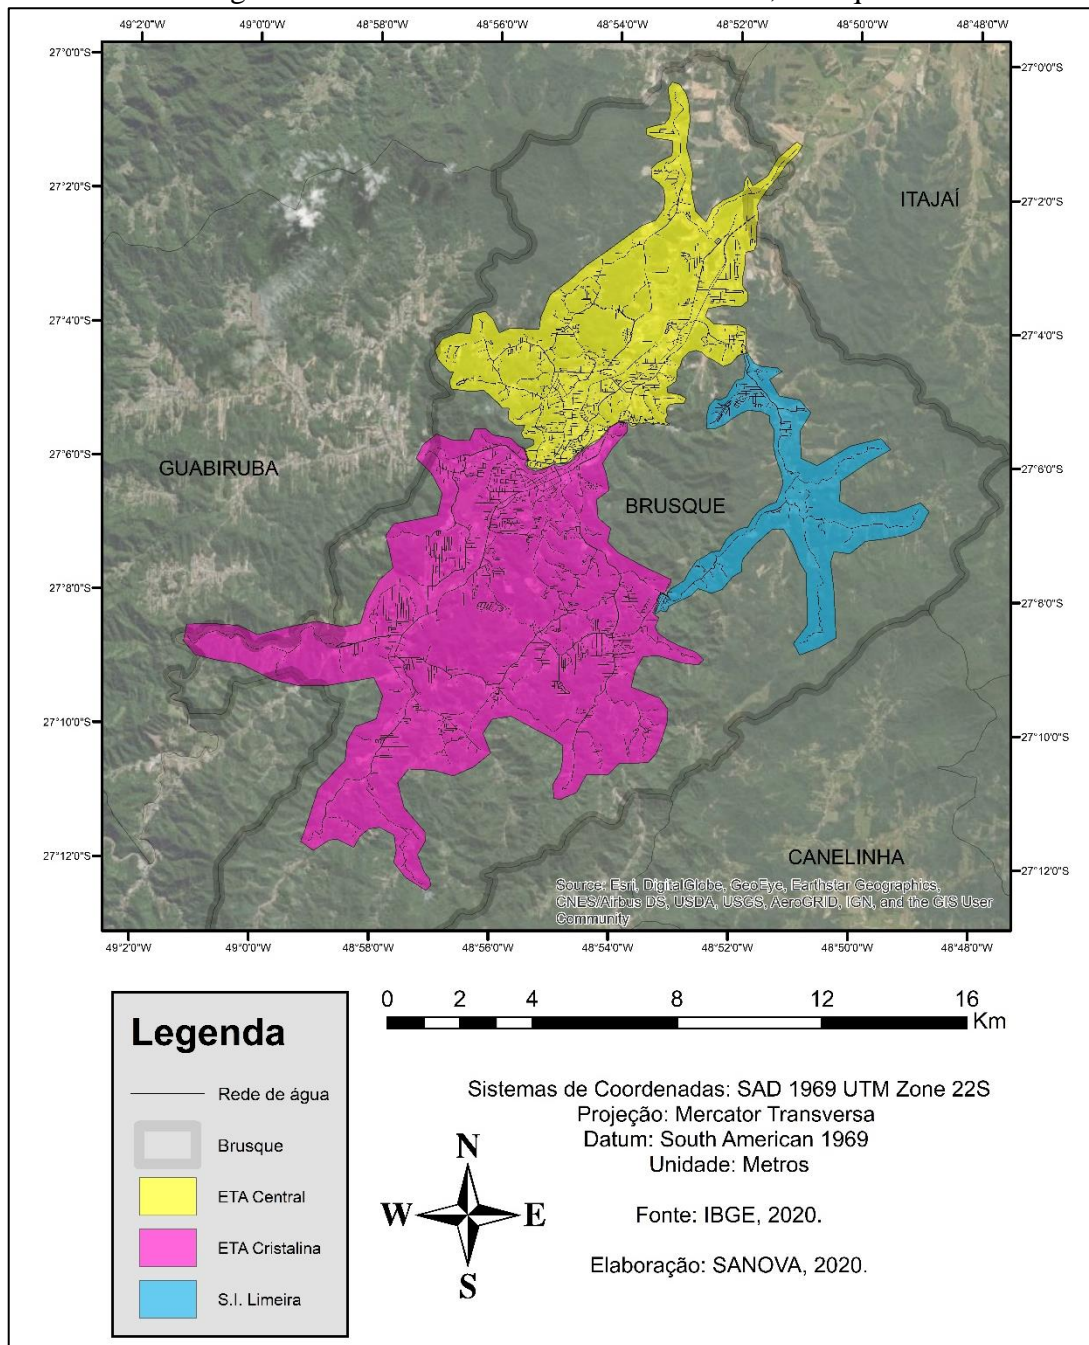 49°2'0"W 49°0'0"W 48°58'0"W 48°56'0"W 48°54'0"W 48°52'0"W 48°50'0"W 48°48'0"W
27°0'0"S
27°0'0"S
27°2'0"S
27°2'0"S
ITAJAÍ
27°4'0"S
27°4'0"S
27°6'0"S
27°6'0"S
GUABIRUBA
BRUSQUE
27°8'0"S
27°8'0"S
27°10'0"S
27°10'0"S
27°12'0"S
27°12'0"S
CANELINHA
Source: Esri, DigitalGlobe, GeoEye, Earthstar Geographics,
CNES/Airbus DS, USDA, USGS, AeroGRID, IGN, and the GIS User
Community
49°2'0"W 49°0'0"W 48°58'0"W 48°56'0"W 48°54'0"W 48°52'0"W 48°50'0"W 48°48'0"W
0 2 4 8 12 16
Km
Legenda
Rede de água
Brusque
ETA Central
ETA Cristalina
S.I. Limeira
Sistemas de Coordenadas: SAD 1969 UTM Zone 22S
Projeção: Mercator Transversa
Datum: South American 1969
Unidade: Metros
Fonte: IBGE, 2020.
Elaboração: SANOVA, 2020.
N
W E
S